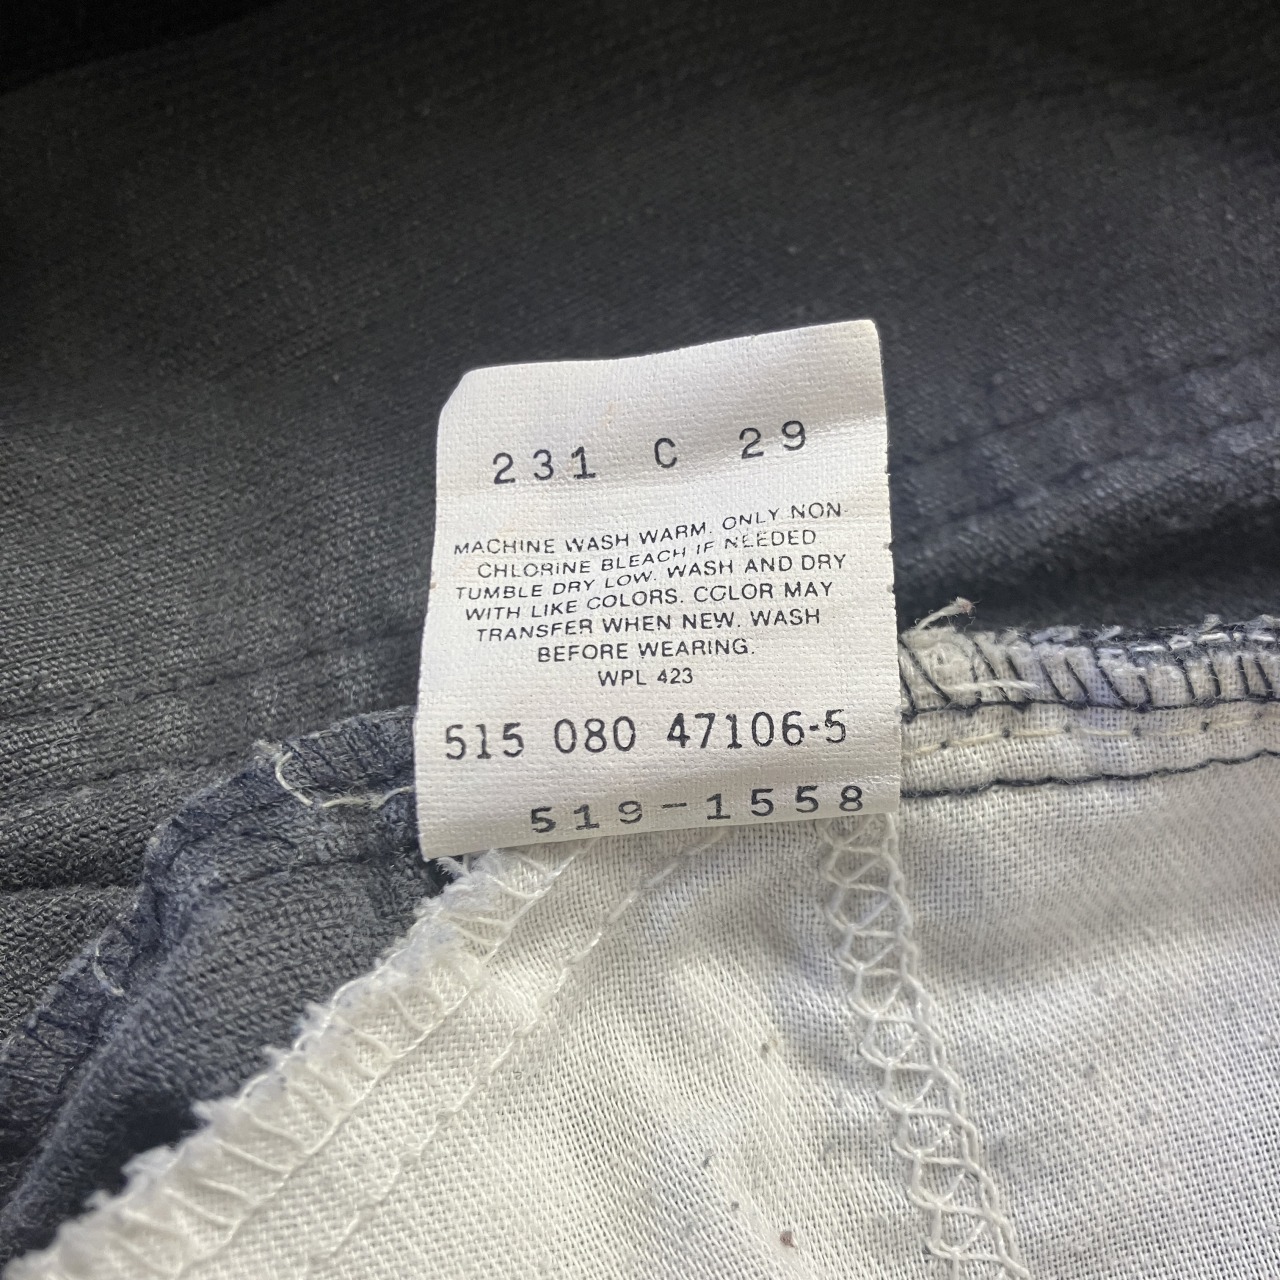 231 C 29
MACHINE WASH WARM. ONLY NON-
CHLORINE BLEACH IF NEEDED
TUMBLE DRY LOW. WASH AND DRY
WITH LIKE COLORS. COLOR MAY
TRANSFER WHEN NEW. WASH
BEFORE WEARING.
WPL 423
515 080 47106-5
519-1558